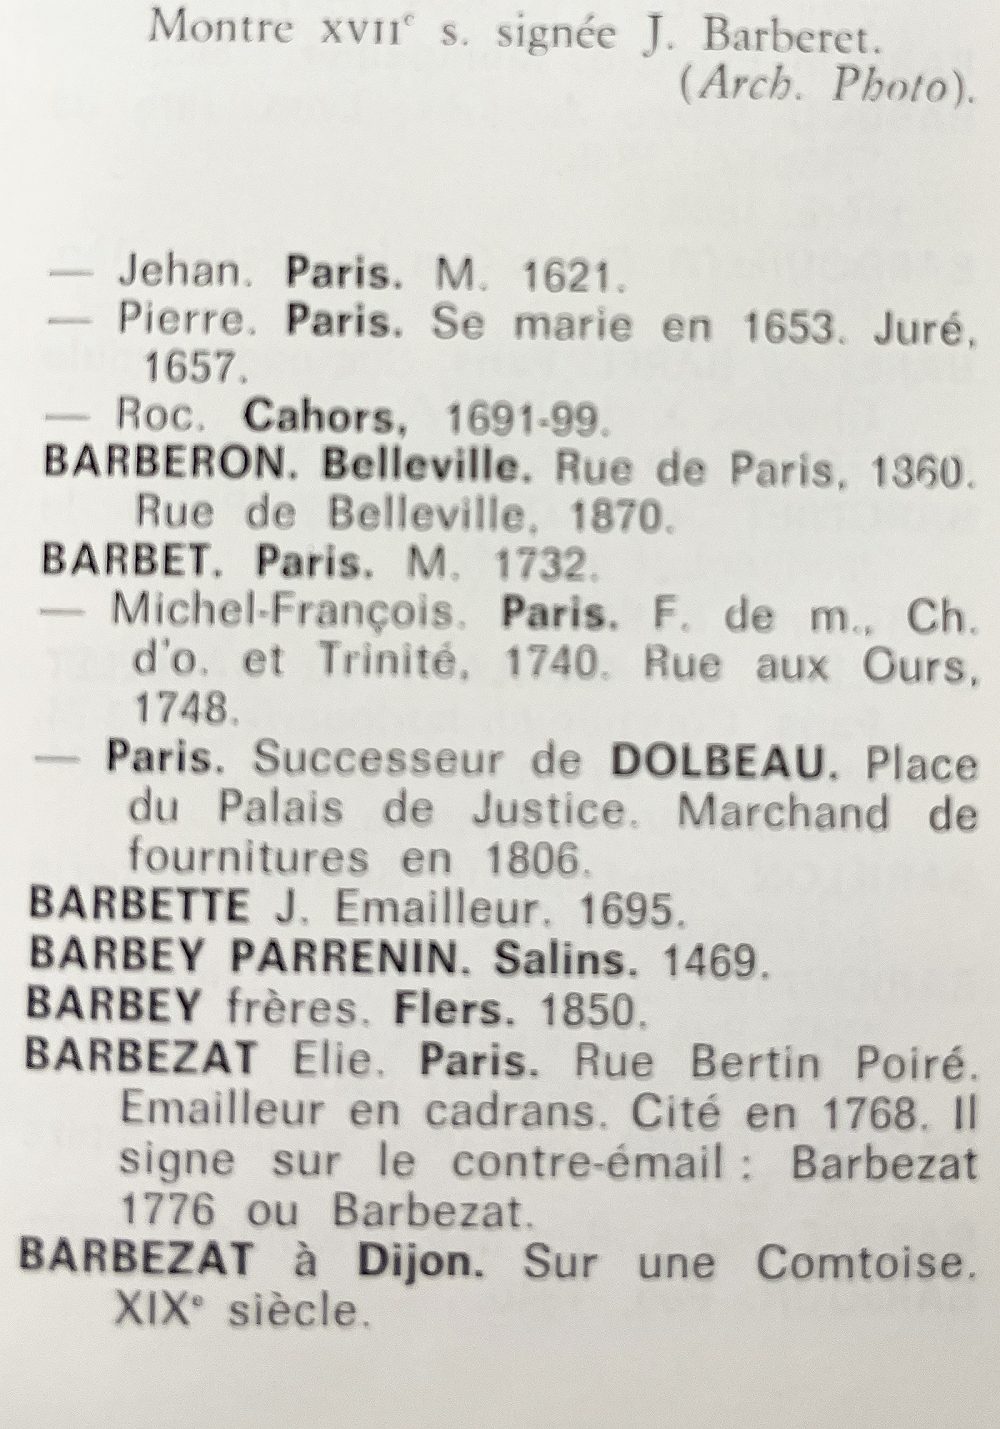 Montre XVIIe s. signée J. Barberet.
(Arch. Photo).
— Jehan. Paris. M. 1621.
— Pierre. Paris. Se marie en 1653. Juré,
1657.
— Roc. Cahors, 1691-99.
BARBERON. Belleville. Rue de Paris, 1860.
Rue de Belleville, 1870.
BARBET. Paris. M. 1732.
— Michel-François. Paris. F. de m., Ch.
d'o. et Trinité, 1740. Rue aux Ours,
1748.
— Paris. Successeur de DOLBEAU. Place
du Palais de Justice. Marchand de
fournitures en 1806.
BARBETTE J. Emailleur. 1695.
BARBEY PARRENIN. Salins. 1469.
BARBEY frères. Flers. 1850.
BARBEZAT Elie. Paris. Rue Bertin Poiré.
Emailleur en cadrans. Cité en 1768. Il
signe sur le contre-émail : Barbezat
1776 ou Barbezat.
BARBEZAT à Dijon. Sur une Comtoise.
XIXe siècle.